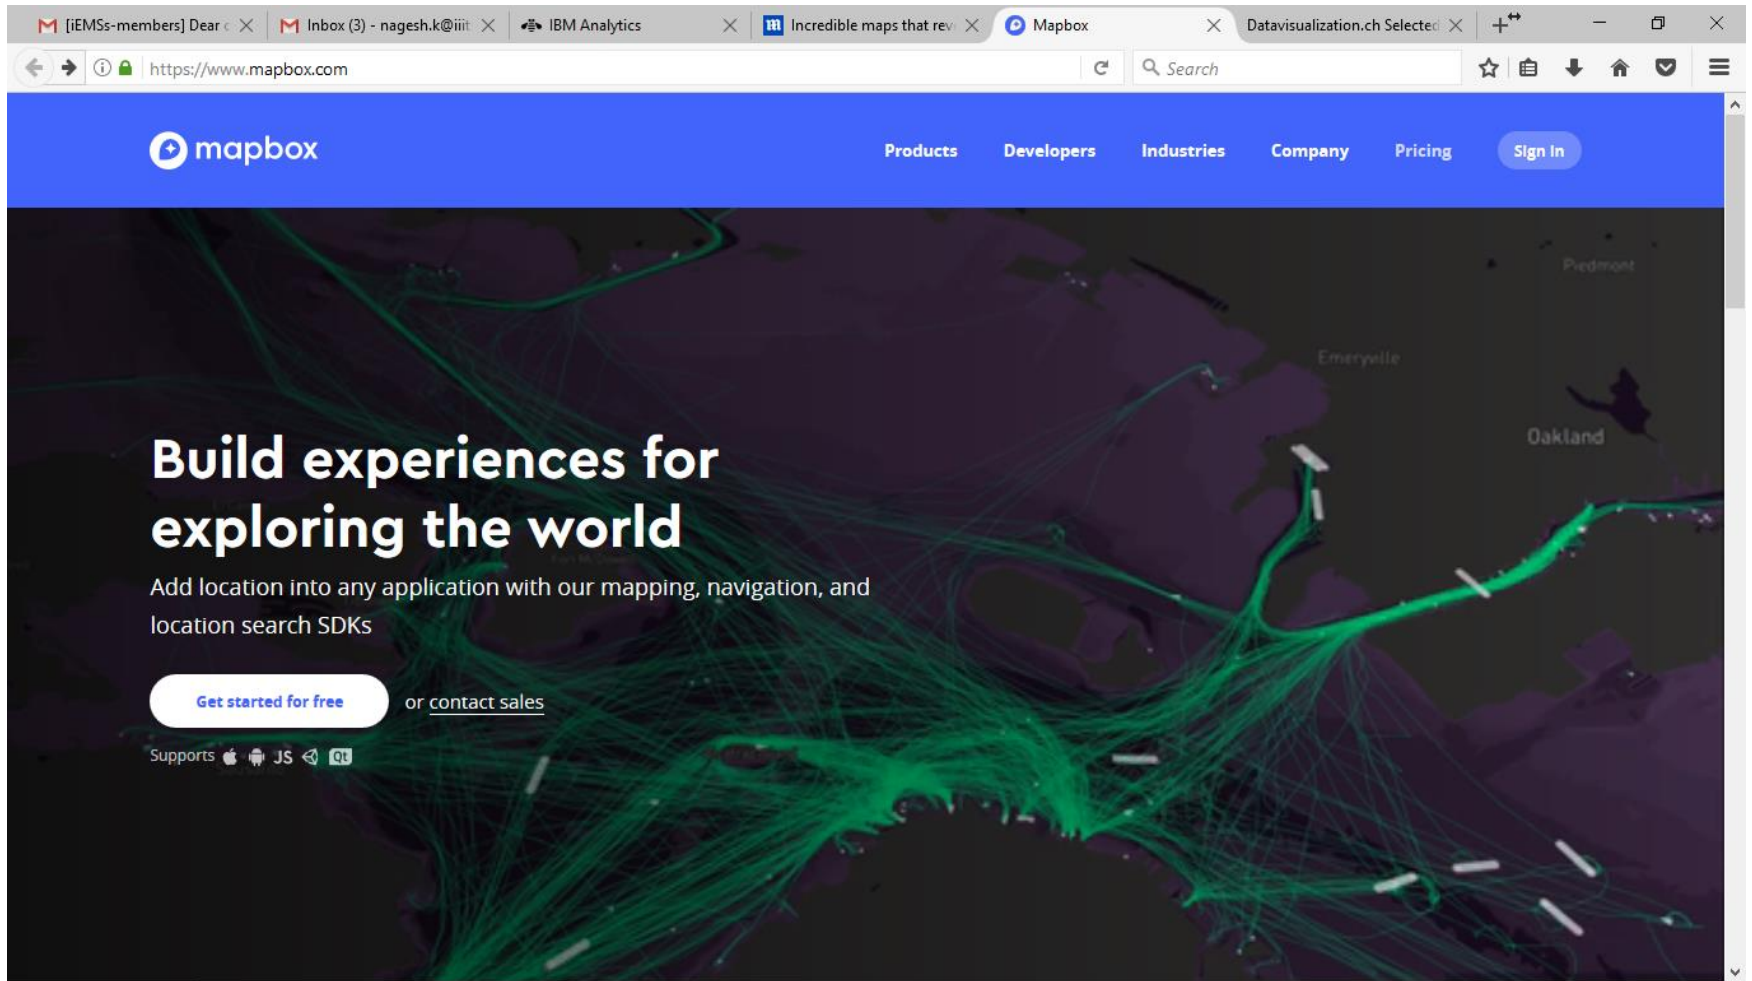 [iEMSs-members] Dear
Inbox (3) - nagesh.k@iiit
IBM Analytics
Incredible maps that rev
Mapbox
Datavisualization.ch Selected
https://www.mapbox.com
Search
mapbox
Products
Developers
Industries
Company
Pricing
Sign In
Piedmont
Emeryville
Oakland
Build experiences for
exploring the world
Add location into any application with our mapping, navigation, and
location search SDKs
Get started for free
or contact sales
Supports JS Qt